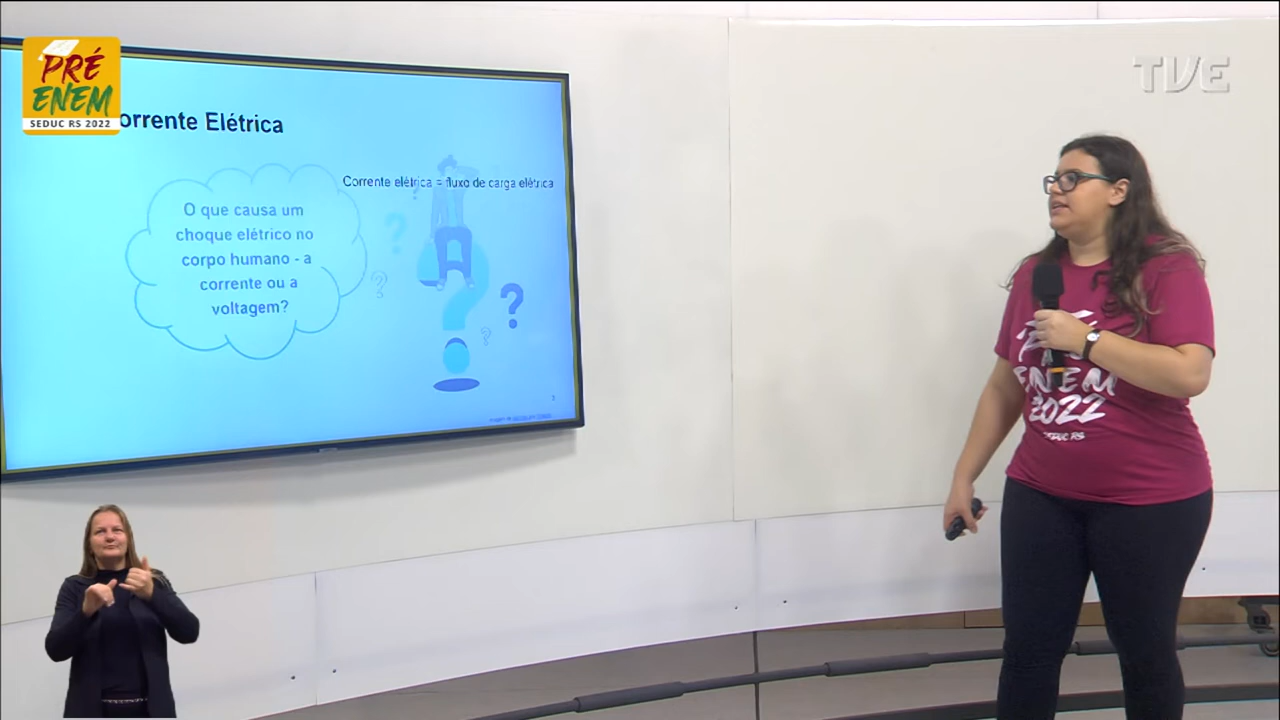 PRÉ
ENEM
SEDUC RS 2022
TVE
orrente Elétrica
Corrente elétrica = fluxo de carga elétrica
O que causa um
choque elétrico no
corpo humano - a
corrente ou a
voltagem?
?
?
?
?
?
PRÉ
ENEM
2022
SEDUC RS